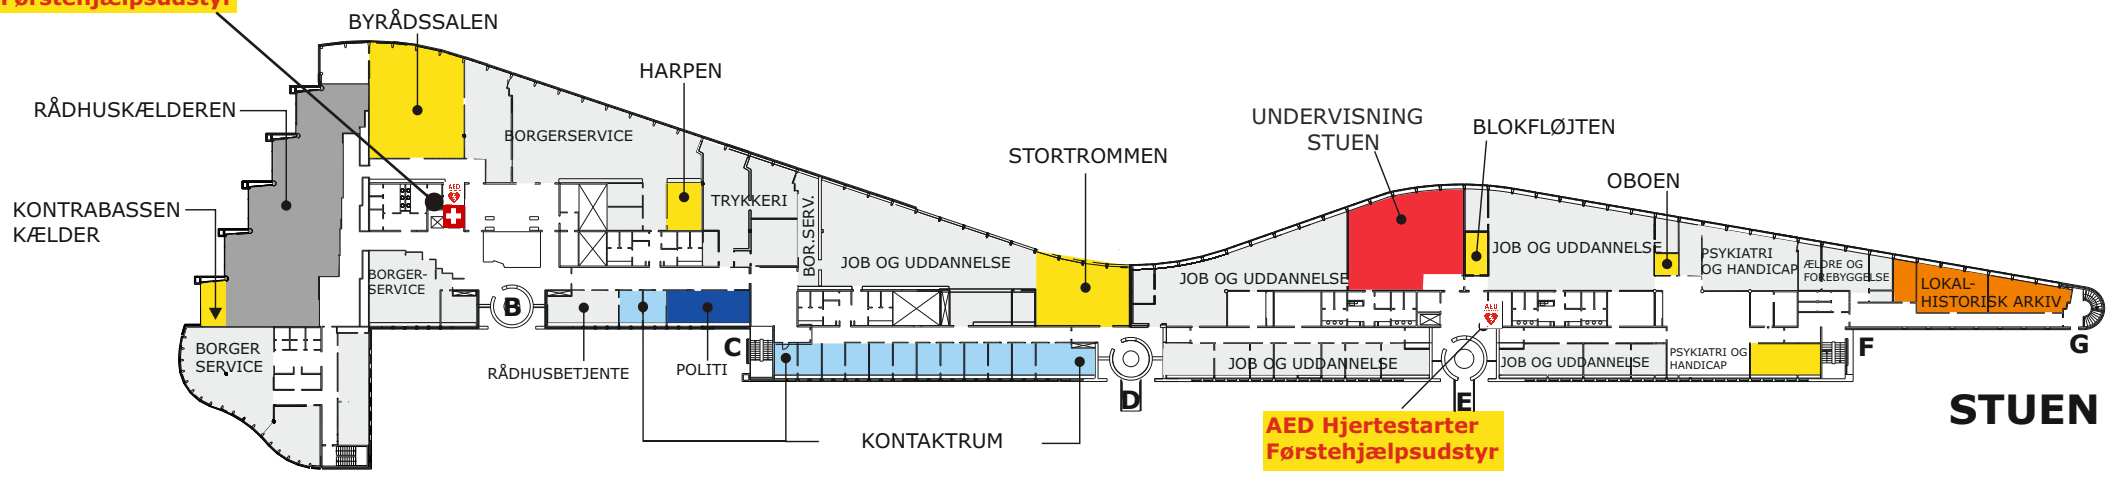 Førstehjælpsudstyr
BYRÅDSSALEN
HARPEN
RÅDHUSKÆLDEREN
BORGERSERVICE
UNDERVISNING
STUEN
BLOKFLØJTEN
STORTROMMEN
OBOEN
KONTRABASSEN
KÆLDER
AED
TRYKKERI
BOR.SERV.
JOB OG UDDANNELSE
JOB OG UDDANNELSE
JOB OG UDDANNELSE
PSYKIATRI
OG HANDICAP
ÆLDRE OG
FOREBYGGELSE
LOKAL-
HISTORISK ARKIV
BORGER-
SERVICE
B
BORGER
SERVICE
C
RÅDHUSBETJENTE
POLITI
D
JOB OG UDDANNELSE
E
JOB OG UDDANNELSE
PSYKIATRI OG
HANDICAP
F
G
KONTAKTRUM
AED Hjertestarter
Førstehjælpsudstyr
STUEN